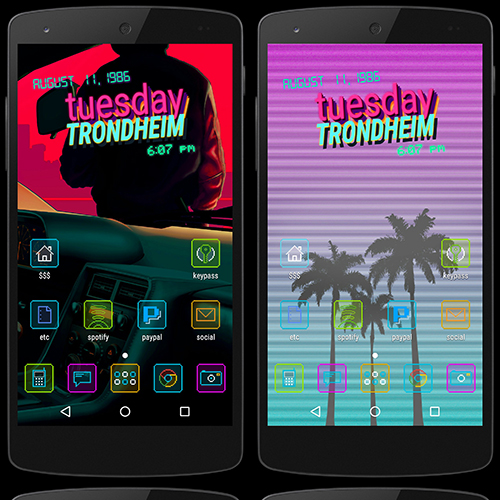 AUGUST 11, 1986
tuesday
TRONDHEIM
6:07 pm
$$$
keypass
etc
spotify
paypal
social
AUGUST 11, 1986
tuesday
TRONDHEIM
6:07 pm
$$$
keypass
etc
spotify
paypal
social